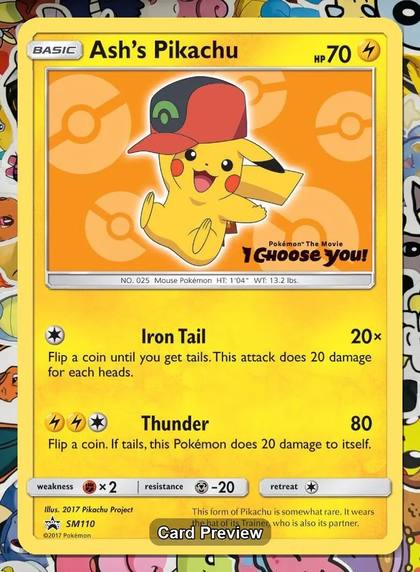 BASIC Ash's Pikachu HP 70
Pokémon™ The Movie
I Choose You!
NO. 025 Mouse Pokémon HT: 1'04" WT: 13.2 lbs.
Iron Tail 20×
Flip a coin until you get tails. This attack does 20 damage
for each heads.
Thunder 80
Flip a coin. If tails, this Pokémon does 20 damage to itself.
weakness ×2 resistance -20 retreat
Illus. 2017 Pikachu Project
SM110
©2017 Pokémon
This form of Pikachu is somewhat rare. It wears
the hat of its Trainer, who is also its partner.
Card Preview